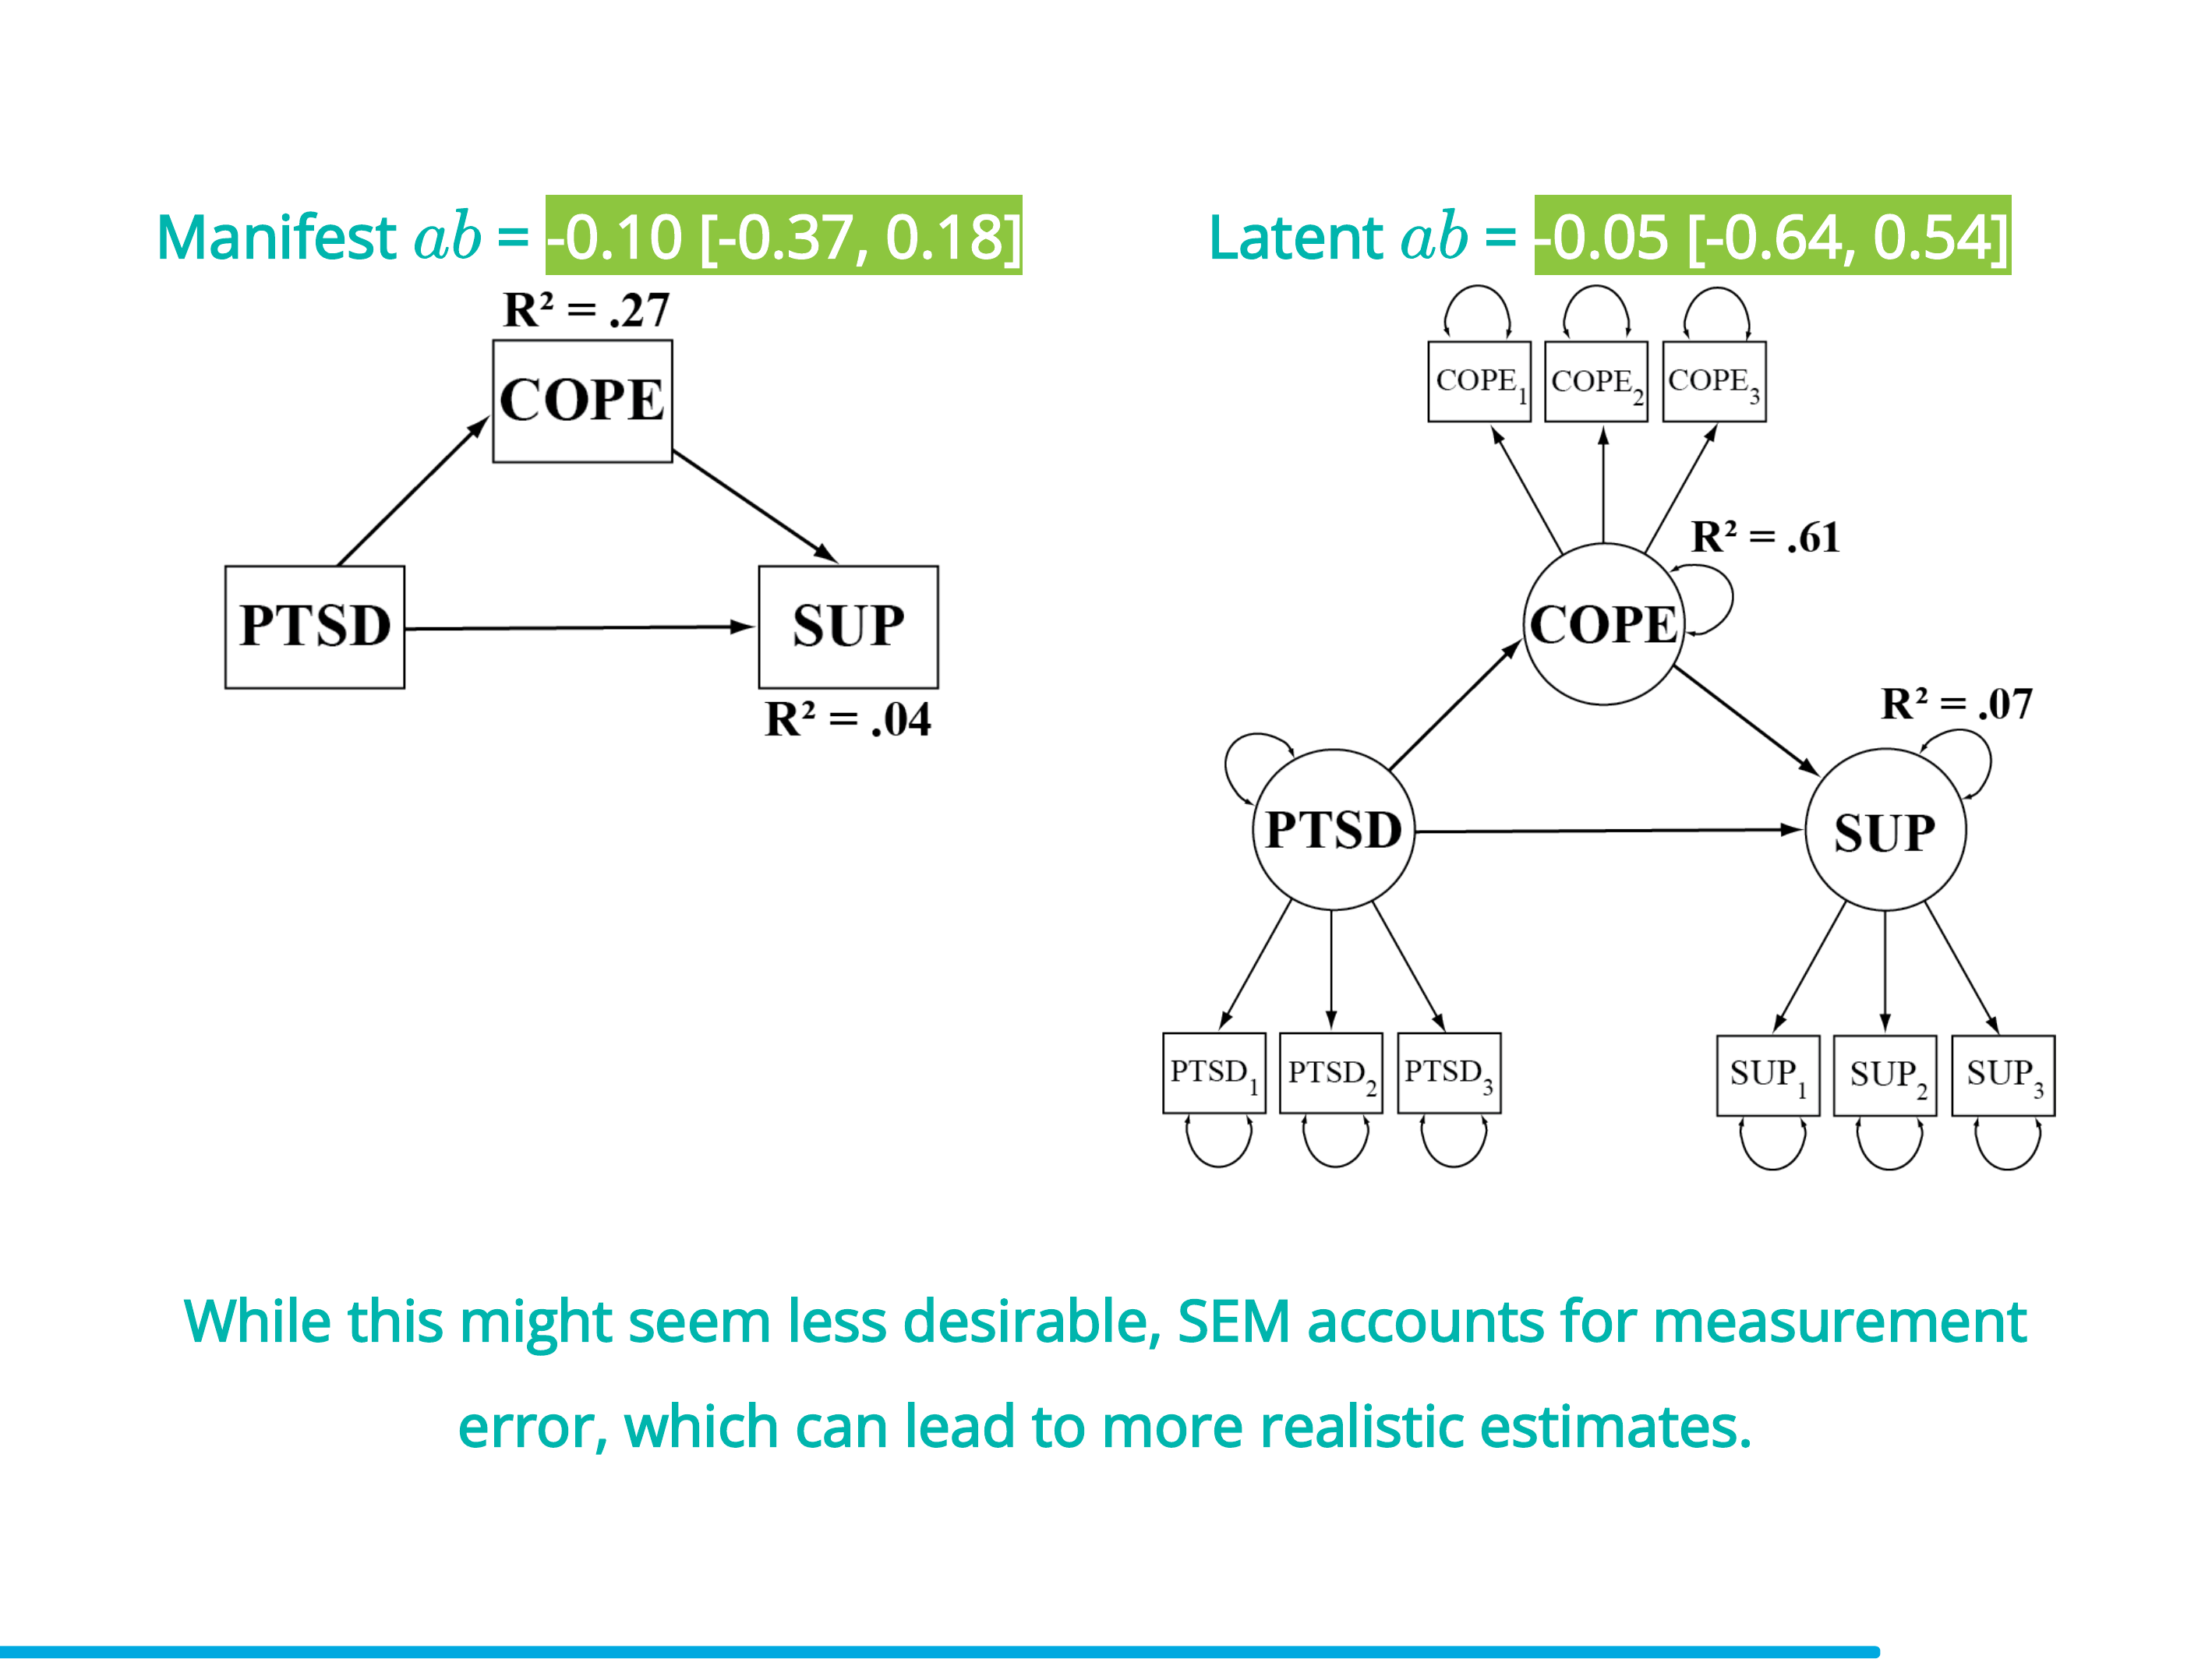 Manifest ab = -0.10 [-0.37, 0.18]
R² = .27
COPE
PTSD
SUP
R² = .04
Latent ab = -0.05 [-0.64, 0.54]
COPE₁ COPE₂ COPE₃
R² = .61
COPE
R² = .07
PTSD
SUP
PTSD₁ PTSD₂ PTSD₃
SUP₁ SUP₂ SUP₃
While this might seem less desirable, SEM accounts for measurement
error, which can lead to more realistic estimates.